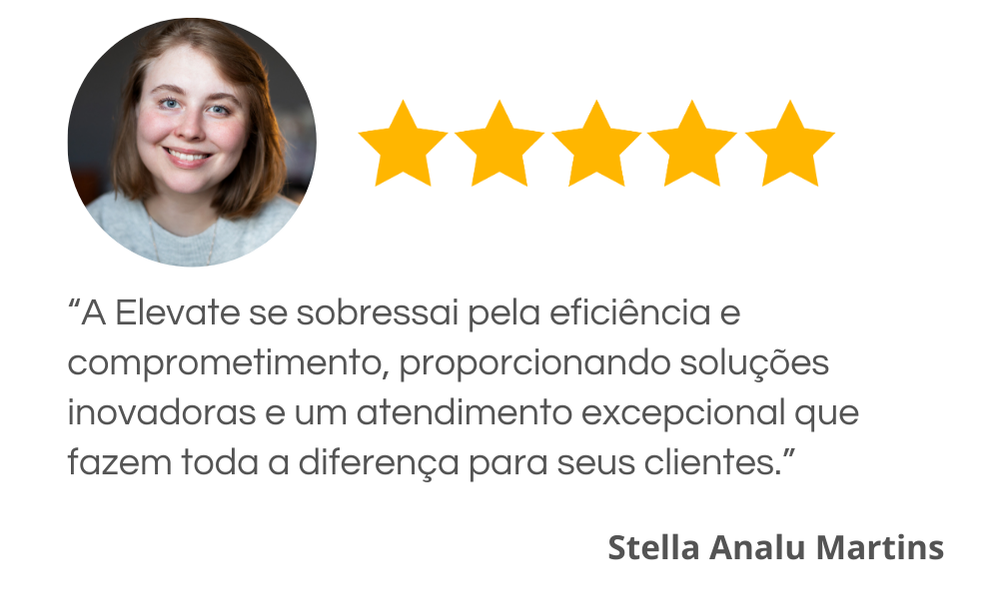 “A Elevate se sobressai pela eficiência e
comprometimento, proporcionando soluções
inovadoras e um atendimento excepcional que
fazem toda a diferença para seus clientes.”
Stella Analu Martins